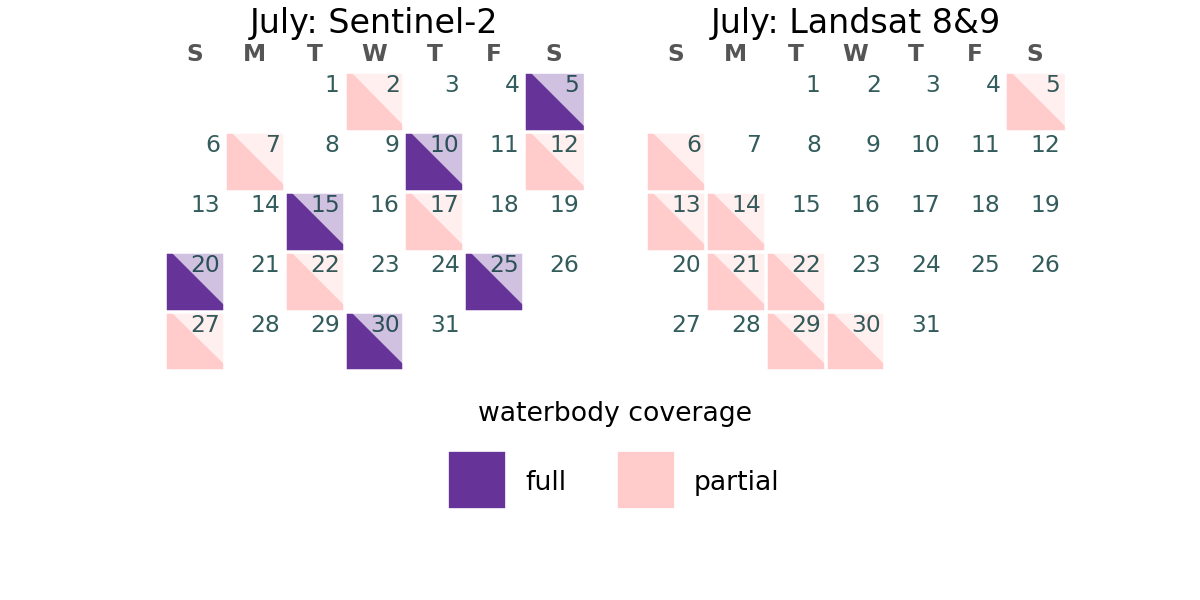 July: Sentinel-2
S M T W T F S
1 2 3 4 5
6 7 8 9 10 11 12
13 14 15 16 17 18 19
20 21 22 23 24 25 26
27 28 29 30 31
July: Landsat 8&9
S M T W T F S
1 2 3 4 5
6 7 8 9 10 11 12
13 14 15 16 17 18 19
20 21 22 23 24 25 26
27 28 29 30 31
waterbody coverage
full
partial